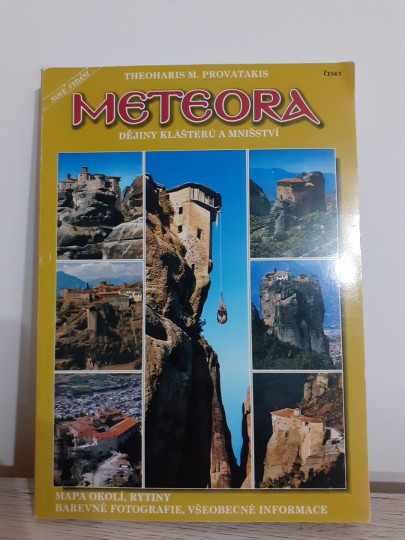 THEOHARIS M. PROVATAKIS
ČESKY
NOVÉ VYDÁNÍ
METEORA
DĚJINY KLÁŠTERŮ A MNIŠSTVÍ
MAPA OKOLÍ, RYTINY
BAREVNÉ FOTOGRAFIE, VŠEOBECNÉ INFORMACE